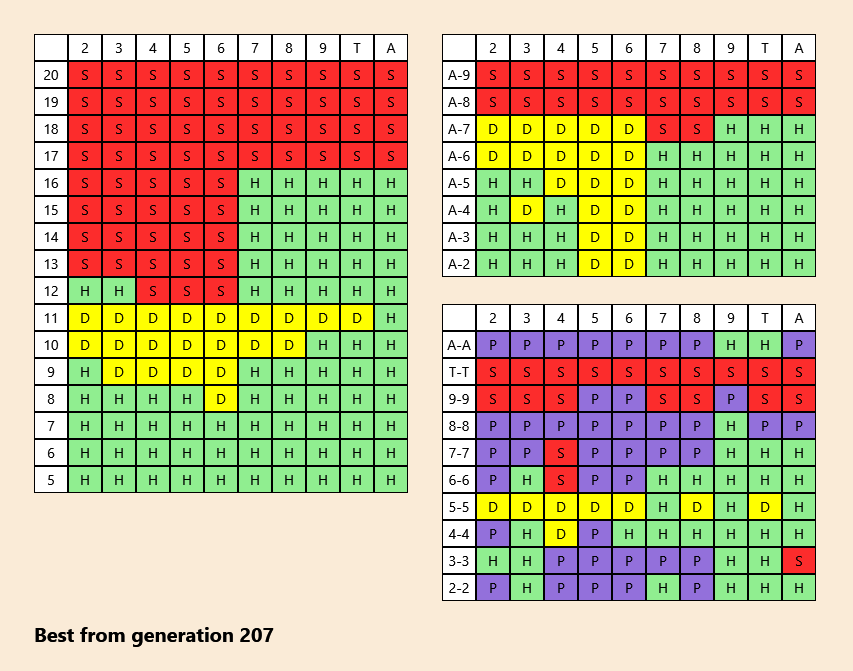 2 3 4 5 6 7 8 9 T A
20 S S S S S S S S S S
19 S S S S S S S S S S
18 S S S S S S S S S S
17 S S S S S S S S S S
16 S S S S S H H H H H
15 S S S S S H H H H H
14 S S S S S H H H H H
13 S S S S S H H H H H
12 H H S S S H H H H H
11 D D D D D D D D D H
10 D D D D D D D H H H
9 H D D D D H H H H H
8 H H H H D H H H H H
7 H H H H H H H H H H
6 H H H H H H H H H H
5 H H H H H H H H H H
2 3 4 5 6 7 8 9 T A
A-9 S S S S S S S S S S
A-8 S S S S S S S S S S
A-7 D D D D D S S H H H
A-6 D D D D D H H H H H
A-5 H H D D D H H H H H
A-4 H D H D D H H H H H
A-3 H H H D D H H H H H
A-2 H H H D D H H H H H
2 3 4 5 6 7 8 9 T A
A-A P P P P P P P H H P
T-T S S S S S S S S S S
9-9 S S S P P S S P S S
8-8 P P P P P P P H P P
7-7 P P S P P P P H H H
6-6 P H S P P H H H H H
5-5 D D D D D H D H D H
4-4 P H D P H H H H H H
3-3 H H P P P P P H H S
2-2 P H P P P H P H H H
Best from generation 207